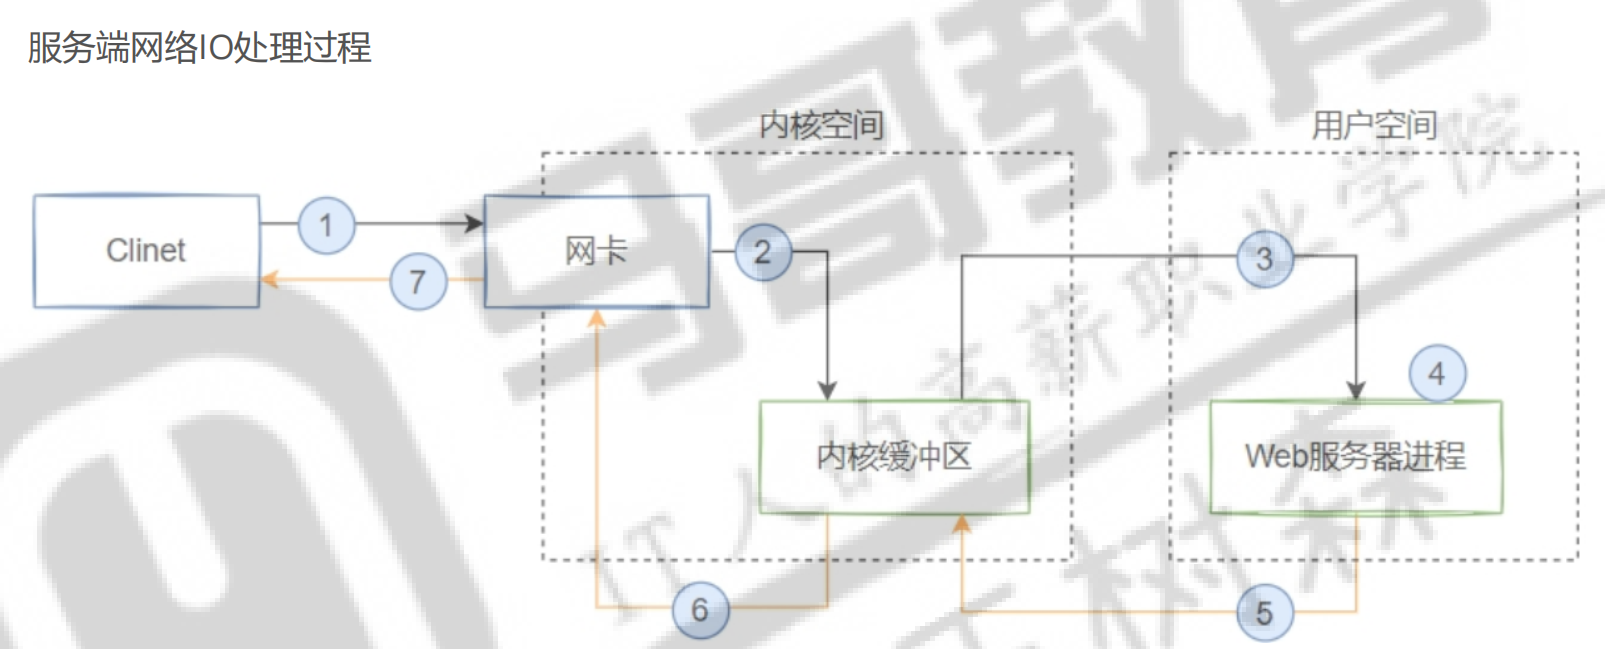 服务端网络IO处理过程
内核空间
用户空间
Clinet
1
7
网卡
2
3
4
内核缓冲区
Web服务器进程
6
5
马哥教育
IT人的高薪职业学院